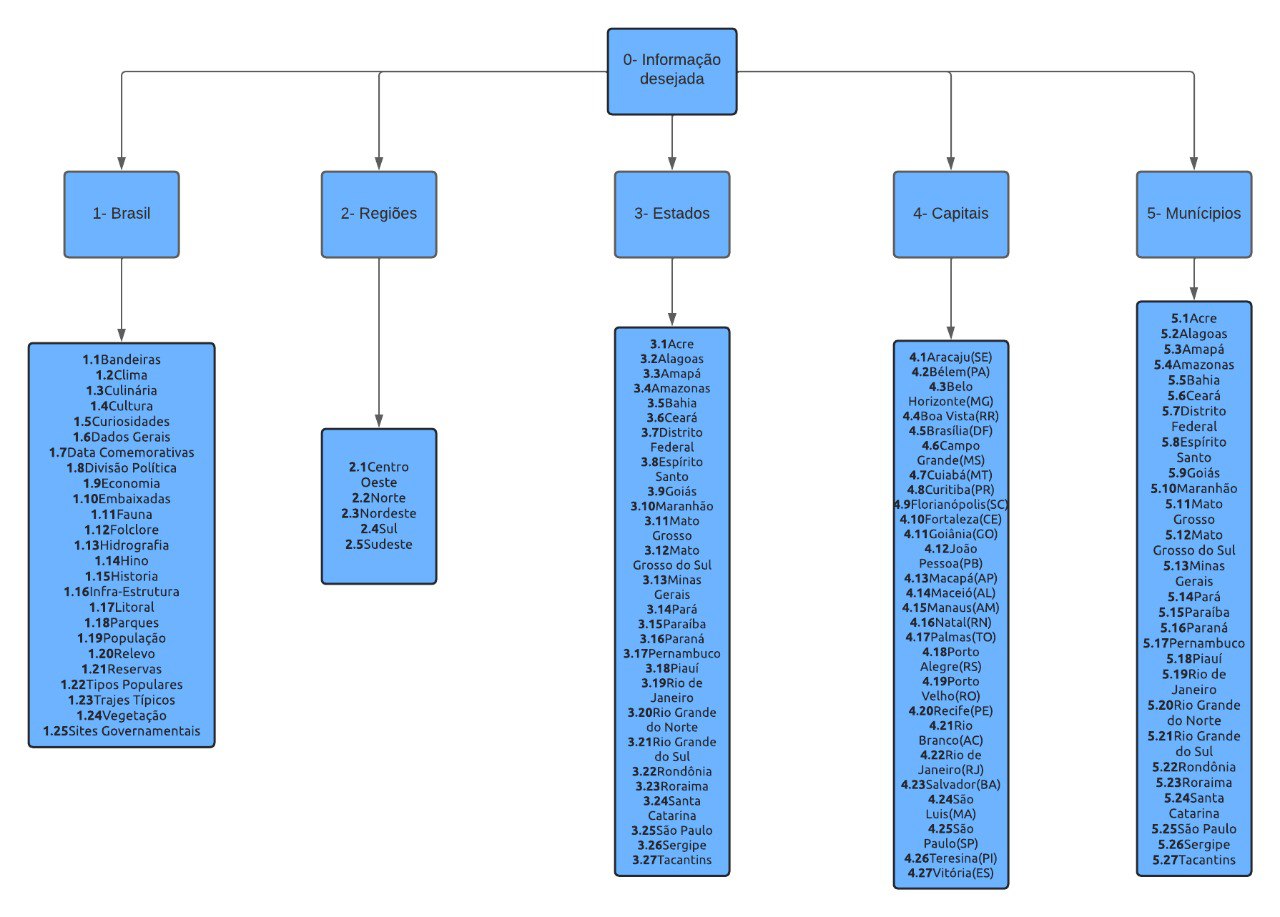 0- Informação
desejada
1- Brasil
2- Regiões
3- Estados
4- Capitais
5- Munícipios
1.1Bandeiras
1.2Clima
1.3Culinária
1.4Cultura
1.5Curiosidades
1.6Dados Gerais
1.7Data Comemorativas
1.8Divisão Política
1.9Economia
1.10Embaixadas
1.11Fauna
1.12Folclore
1.13Hidrografia
1.14Hino
1.15Historia
1.16Infra-Estrutura
1.17Litoral
1.18Parques
1.19População
1.20Relevo
1.21Reservas
1.22Tipos Populares
1.23Trajes Típicos
1.24Vegetação
1.25Sites Governamentais
2.1Centro
Oeste
2.2Norte
2.3Nordeste
2.4Sul
2.5Sudeste
3.1Acre
3.2Alagoas
3.3Amapá
3.4Amazonas
3.5Bahia
3.6Ceará
3.7Distrito
Federal
3.8Espírito
Santo
3.9Goiás
3.10Maranhão
3.11Mato
Grosso
3.12Mato
Grosso do Sul
3.13Minas
Gerais
3.14Pará
3.15Paraíba
3.16Paraná
3.17Pernambuco
3.18Piauí
3.19Rio de
Janeiro
3.20Rio Grande
do Norte
3.21Rio Grande
do Sul
3.22Rondônia
3.23Roraima
3.24Santa
Catarina
3.25São Paulo
3.26Sergipe
3.27Tacantins
4.1Aracaju(SE)
4.2Bélem(PA)
4.3Belo
Horizonte(MG)
4.4Boa Vista(RR)
4.5Brasília(DF)
4.6Campo
Grande(MS)
4.7Cuiabá(MT)
4.8Curitiba(PR)
4.9Florianópolis(SC)
4.10Fortaleza(CE)
4.11Goiânia(GO)
4.12João
Pessoa(PB)
4.13Macapá(AP)
4.14Maceió(AL)
4.15Manaus(AM)
4.16Natal(RN)
4.17Palmas(TO)
4.18Porto
Alegre(RS)
4.19Porto
Velho(RO)
4.20Recife(PE)
4.21Rio
Branco(AC)
4.22Rio de
Janeiro(RJ)
4.23Salvador(BA)
4.24São
Luis(MA)
4.25São
Paulo(SP)
4.26Teresina(PI)
4.27Vitória(ES)
5.1Acre
5.2Alagoas
5.3Amapá
5.4Amazonas
5.5Bahia
5.6Ceará
5.7Distrito
Federal
5.8Espírito
Santo
5.9Goiás
5.10Maranhão
5.11Mato
Grosso
5.12Mato
Grosso do Sul
5.13Minas
Gerais
5.14Pará
5.15Paraíba
5.16Paraná
5.17Pernambuco
5.18Piauí
5.19Rio de
Janeiro
5.20Rio Grande
do Norte
5.21Rio Grande
do Sul
5.22Rondônia
5.23Roraima
5.24Santa
Catarina
5.25São Paulo
5.26Sergipe
5.27Tacantins